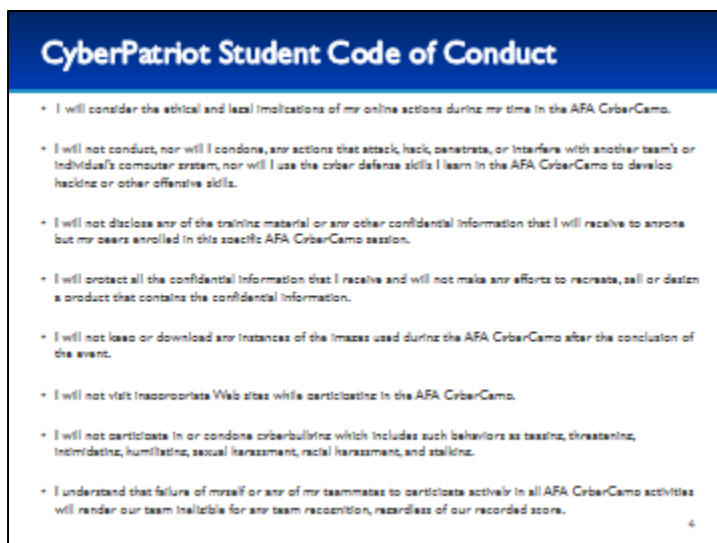 CyberPatriot Student Code of Conduct
• I will consider the ethical and legal implications of my online actions during my time in the AFA CyberCamp.
• I will not conduct, nor will I condone, any actions that attack, hack, penetrate, or interfere with another team's or
individual's computer system, nor will I use the cyber defense skills I learn in the AFA CyberCamp to develop
hacking or other offensive skills.
• I will not disclose any of the training material or any other confidential information that I will receive to anyone
but my peers enrolled in this specific AFA CyberCamp session.
• I will protect all the confidential information that I receive and will not make any efforts to recreate, sell or design
a product that contains the confidential information.
• I will not keep or download any instances of the images used during the AFA CyberCamp after the conclusion of
the event.
• I will not visit inappropriate Web sites while participating in the AFA CyberCamp.
• I will not participate in or condone cyberbullying which includes such behaviors as teasing, threatening,
intimidating, humiliating, sexual harassment, racial harassment, and stalking.
• I understand that failure of myself or any of my teammates to participate actively in all AFA CyberCamp activities
will render our team ineligible for any team recognition, regardless of our recorded score.
4